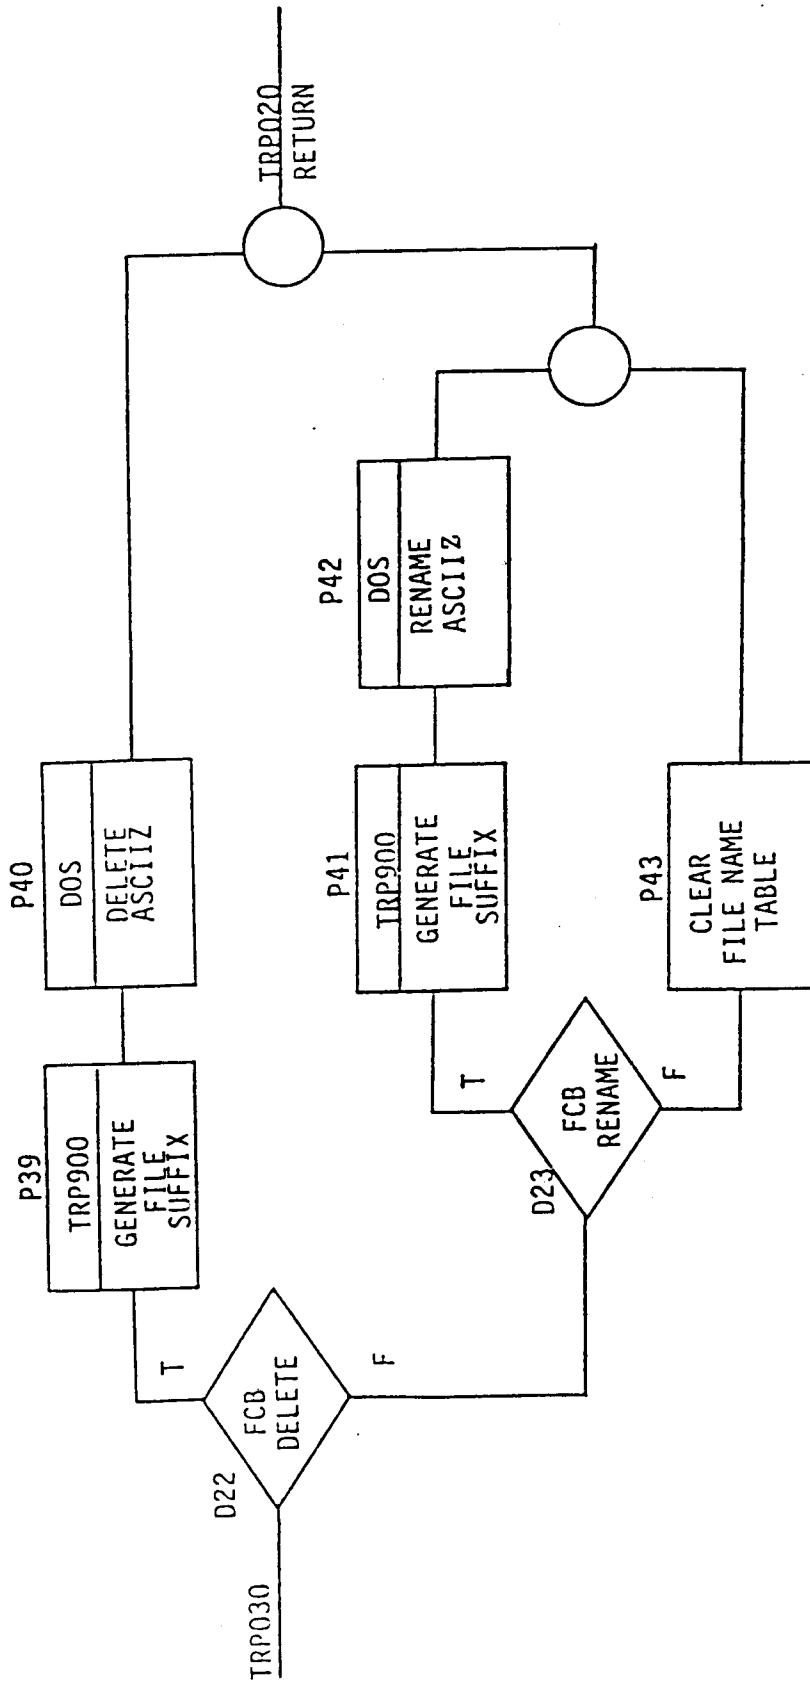 TRP030
D22
FCB
DELETE
T
F
P39
TRP900
GENERATE
FILE
SUFFIX
P40
DOS
DELETE
ASCIIZ
D23
FCB
RENAME
T
F
P41
TRP900
GENERATE
FILE
SUFFIX
P42
DOS
RENAME
ASCIIZ
P43
CLEAR
FILE NAME
TABLE
TRP020
RETURN